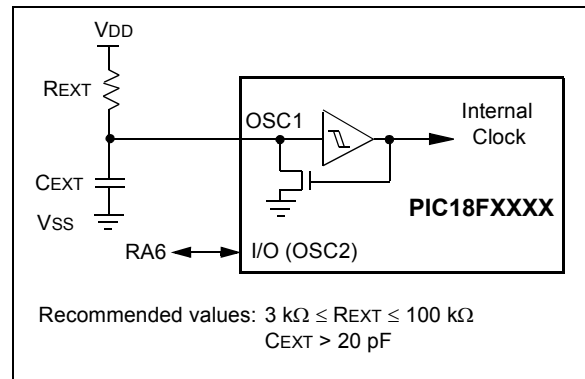 VDD
REXT
OSC1
Internal
Clock
CEXT
PIC18FXXXX
VSS
RA6
I/O (OSC2)
Recommended values: 3 kΩ ≤ REXT ≤ 100 kΩ
CEXT > 20 pF